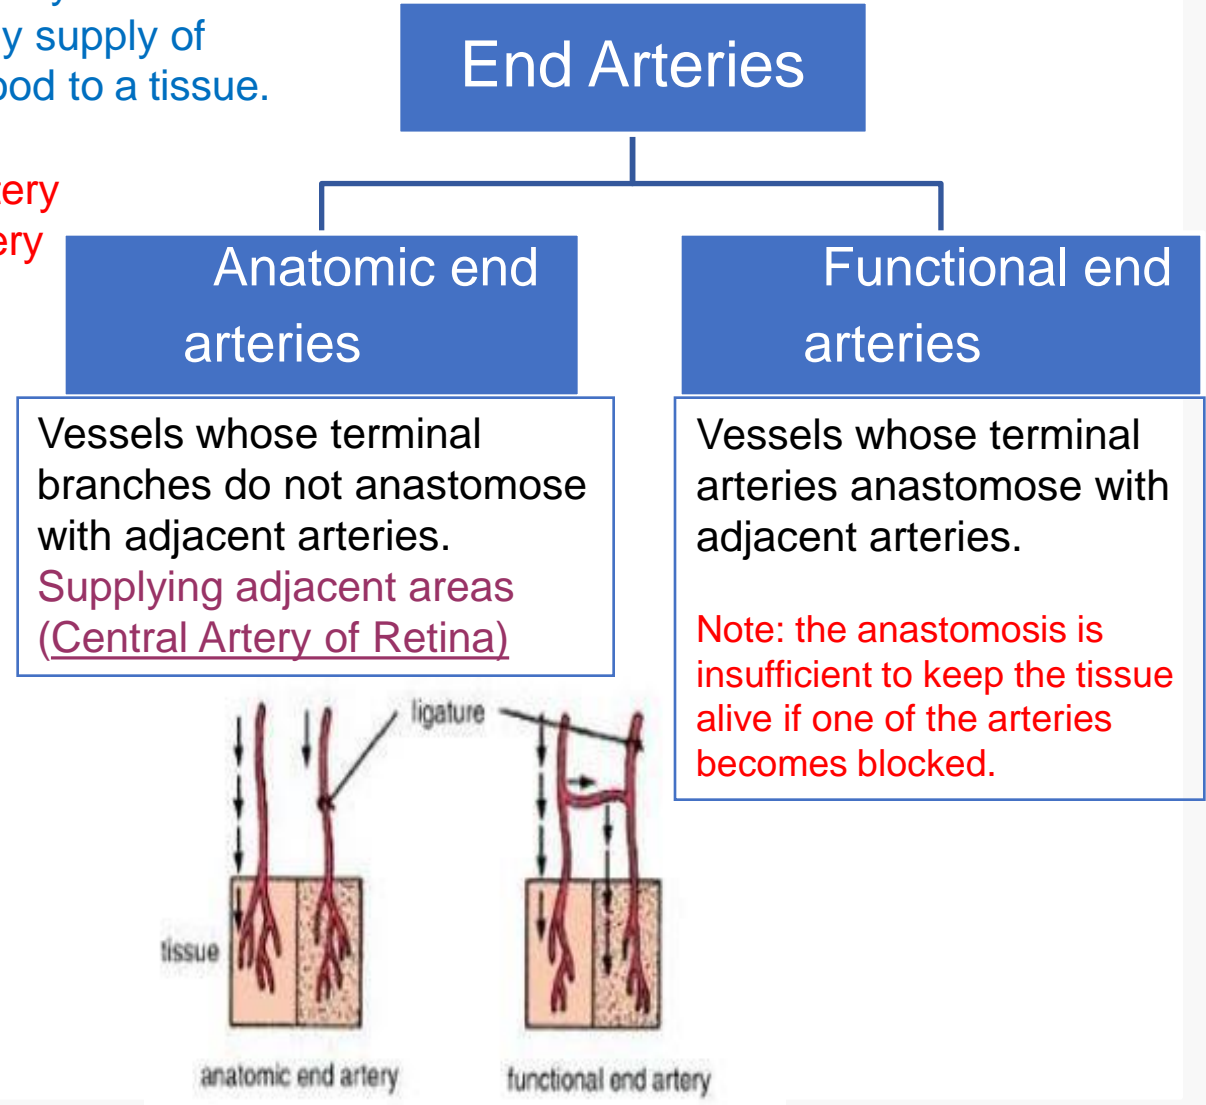 y supply of
ood to a tissue.
End Arteries
tery
ery
Anatomic end
arteries
Functional end
arteries
Vessels whose terminal
branches do not anastomose
with adjacent arteries.
Supplying adjacent areas
(Central Artery of Retina)
Vessels whose terminal
arteries anastomose with
adjacent arteries.
Note: the anastomosis is
insufficient to keep the tissue
alive if one of the arteries
becomes blocked.
ligature
tissue
anatomic end artery
functional end artery